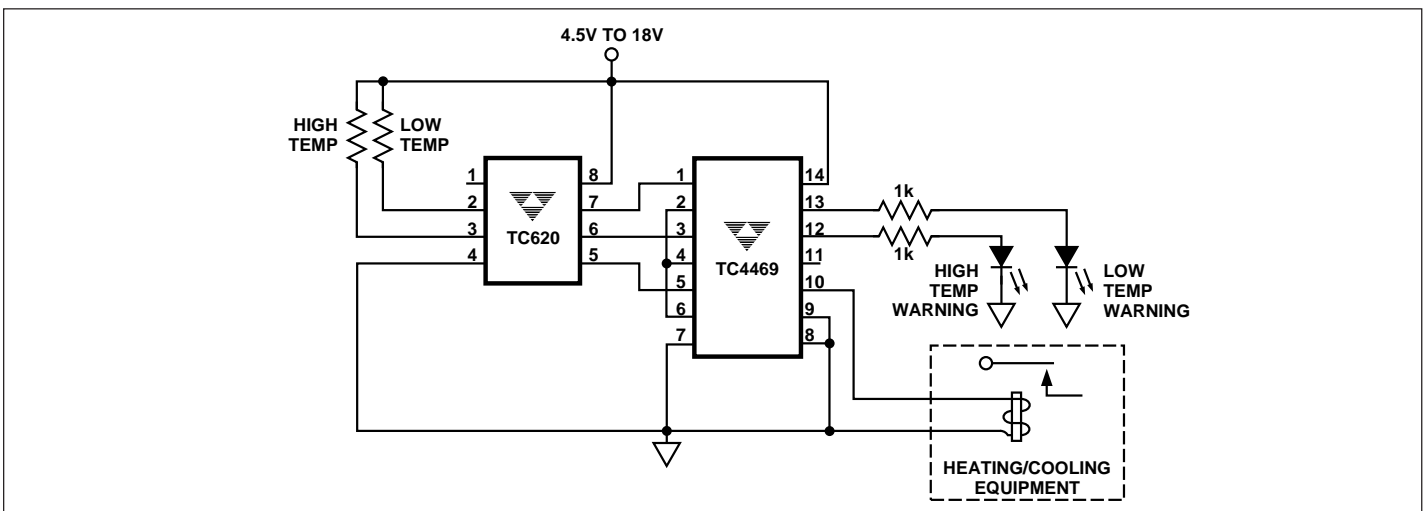 4.5V TO 18V
HIGH
TEMP
LOW
TEMP
1
2
3
4
TC620
8
7
6
5
1
2
3
4
5
6
7
TC4469
14
13
12
11
10
9
8
1k
1k
HIGH
TEMP
WARNING
LOW
TEMP
WARNING
HEATING/COOLING
EQUIPMENT